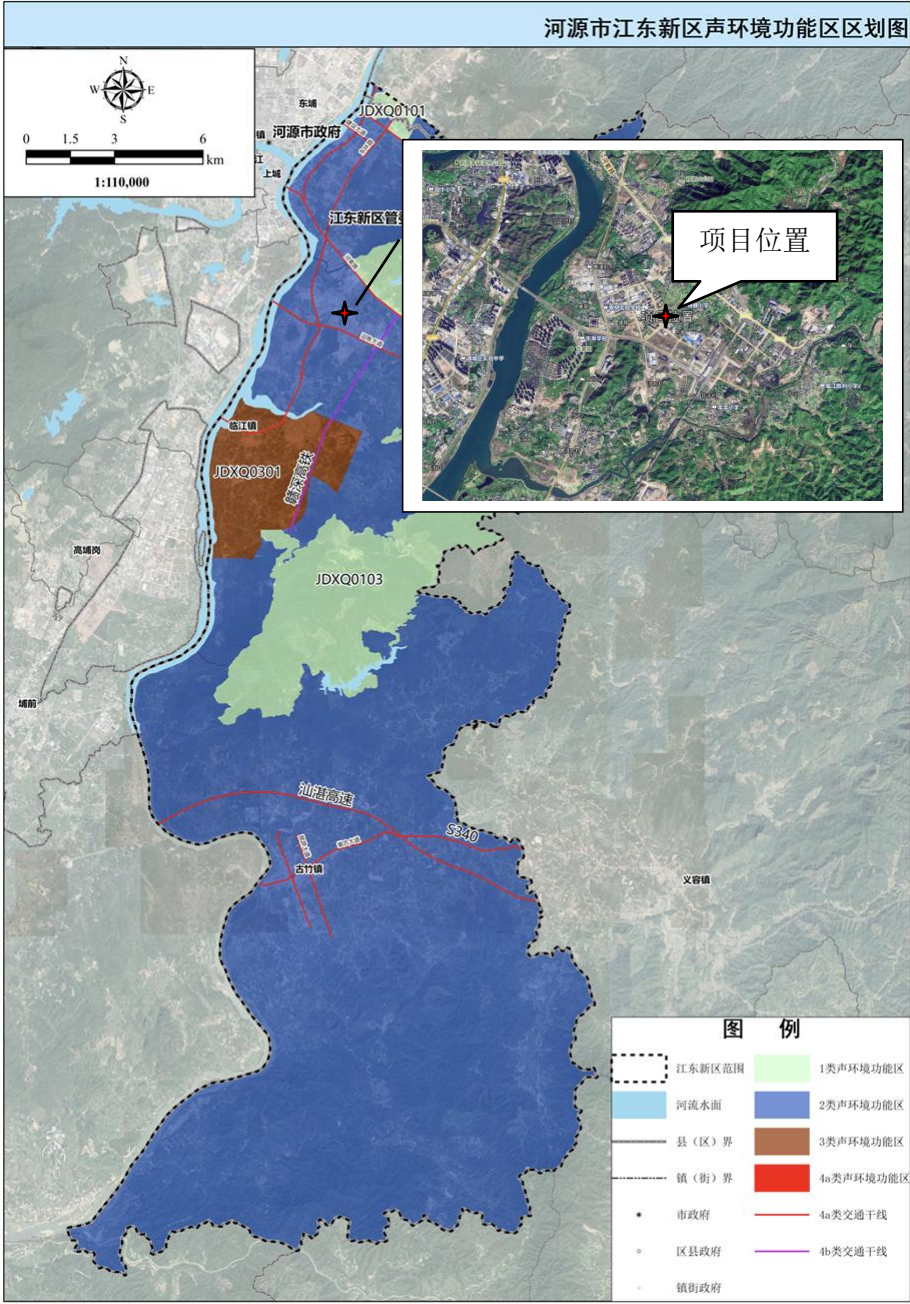 河源市江东新区声环境功能区区划图
N
W
E
S
0
1.5
3
6
km
1:110,000
东埔
JDXQ0101
河源市政府
上城
江东新区管委
项目位置
临江镇
JDXQ0301
赣深高铁
高埔岗
JDXQ0103
埔前
汕湛高速
S340
古竹镇
义容镇
图 例
江东新区范围
1类声环境功能区
河流水面
2类声环境功能区
县（区）界
3类声环境功能区
镇（街）界
4a类声环境功能区
市政府
4a类交通干线
区县政府
4b类交通干线
镇街政府